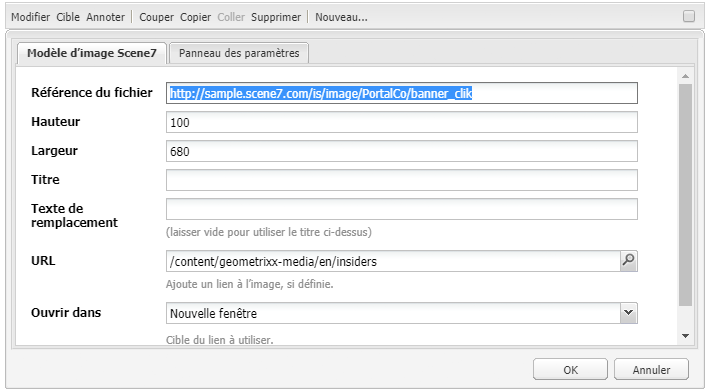 Modifier Cible Annoter Couper Copier Coller Supprimer Nouveau...
Modèle d'image Scene7 Panneau des paramètres
Référence du fichier http://sample.scene7.com/is/image/PortalCo/banner_clik
Hauteur 100
Largeur 680
Titre
Texte de
remplacement
(laisser vide pour utiliser le titre ci-dessus)
URL /content/geometrixx-media/en/insiders
Ajoute un lien à l'image, si définie.
Ouvrir dans Nouvelle fenêtre
Cible du lien à utiliser.
OK Annuler